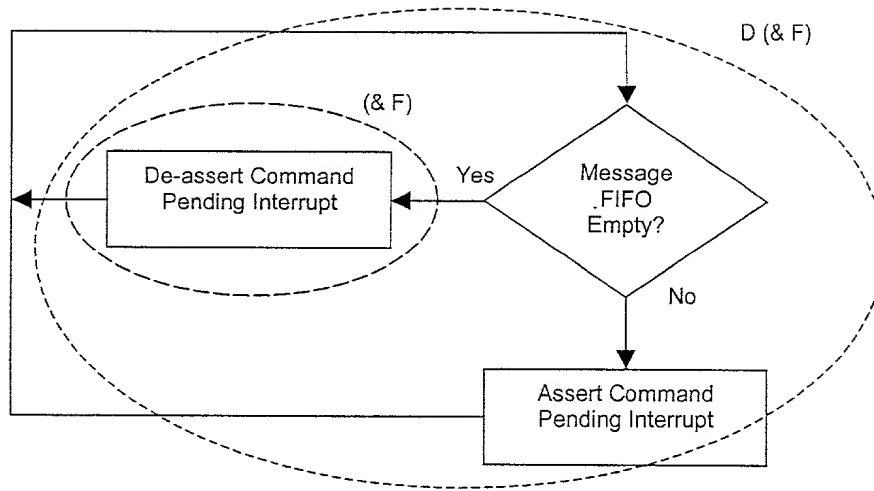 D (& F)
(& F)
De-assert Command
Pending Interrupt
Yes
Message
FIFO
Empty?
No
Assert Command
Pending Interrupt